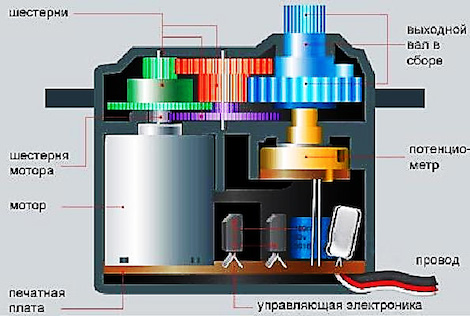 шестерни
выходной
вал в
сборе
шестерня
мотора
потенцио-
метр
мотор
провод
печатная
плата
управляющая электроника